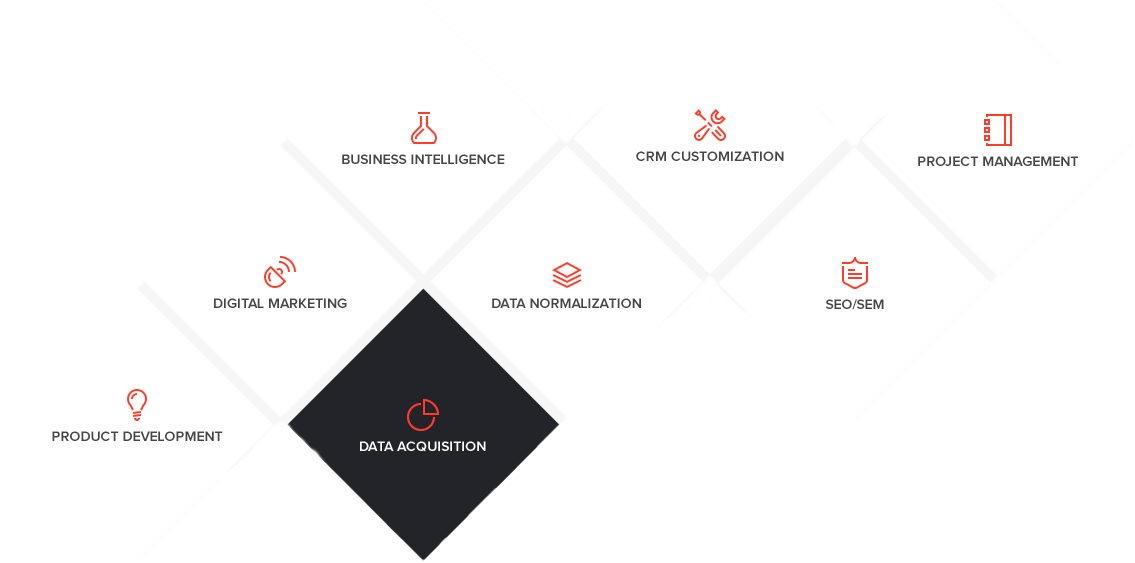 BUSINESS INTELLIGENCE
CRM CUSTOMIZATION
PROJECT MANAGEMENT
DIGITAL MARKETING
DATA NORMALIZATION
SEO/SEM
PRODUCT DEVELOPMENT
DATA ACQUISITION